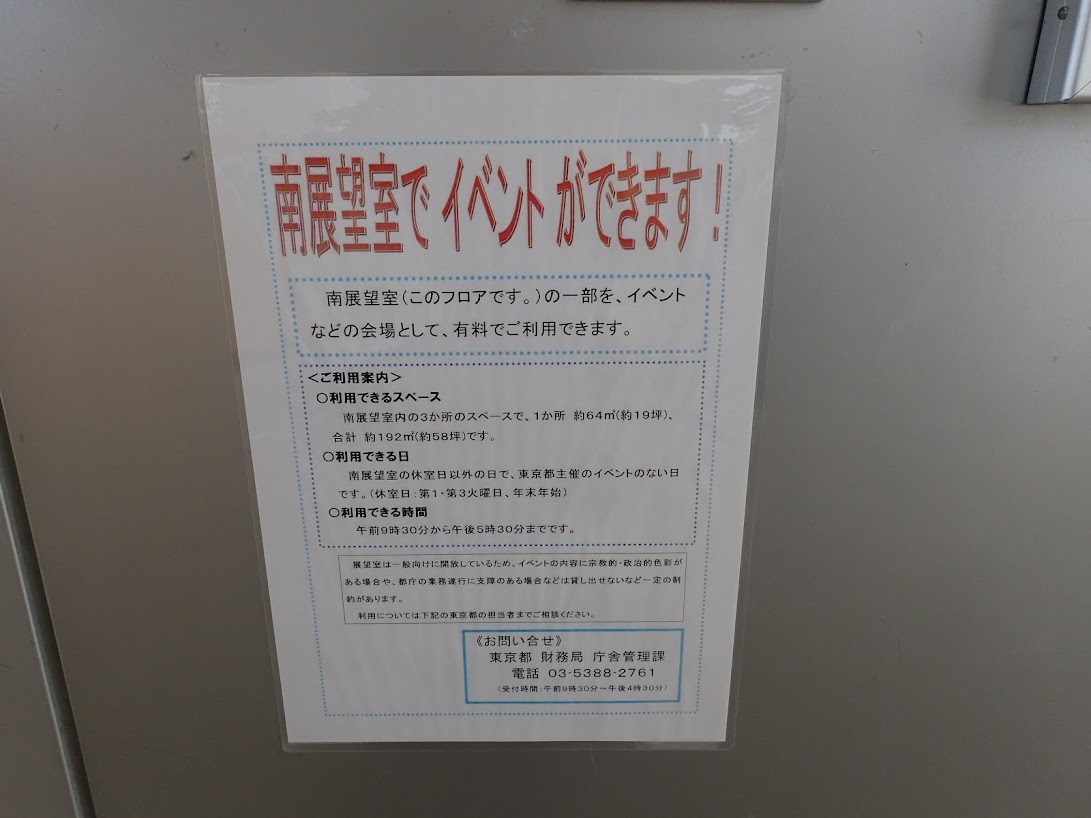 南展望室で イベント ができます！
南展望室（このフロアです。）の一部を、イベント
などの会場として、有料でご利用できます。
＜ご利用案内＞
○利用できるスペース
南展望室内の3か所のスペースで、1か所 約64㎡（約19坪）、
合計 約192㎡（約58坪）です。
○利用できる日
南展望室の休室日以外の日で、東京都主催のイベントのない日
です。（休室日：第1・第3火曜日、年末年始）
○利用できる時間
午前9時30分から午後5時30分までです。
展望室は一般向けに開放しているため、イベントの内容に宗教的・政治的色彩が
ある場合や、都庁の業務遂行に支障のある場合などは貸し出せないなど一定の制
約があります。
利用については下記の東京都の担当者までご相談ください。
《お問い合せ》
東京都 財務局 庁舎管理課
電話 03-5388-2761
（受付時間：午前9時30分～午後4時30分）